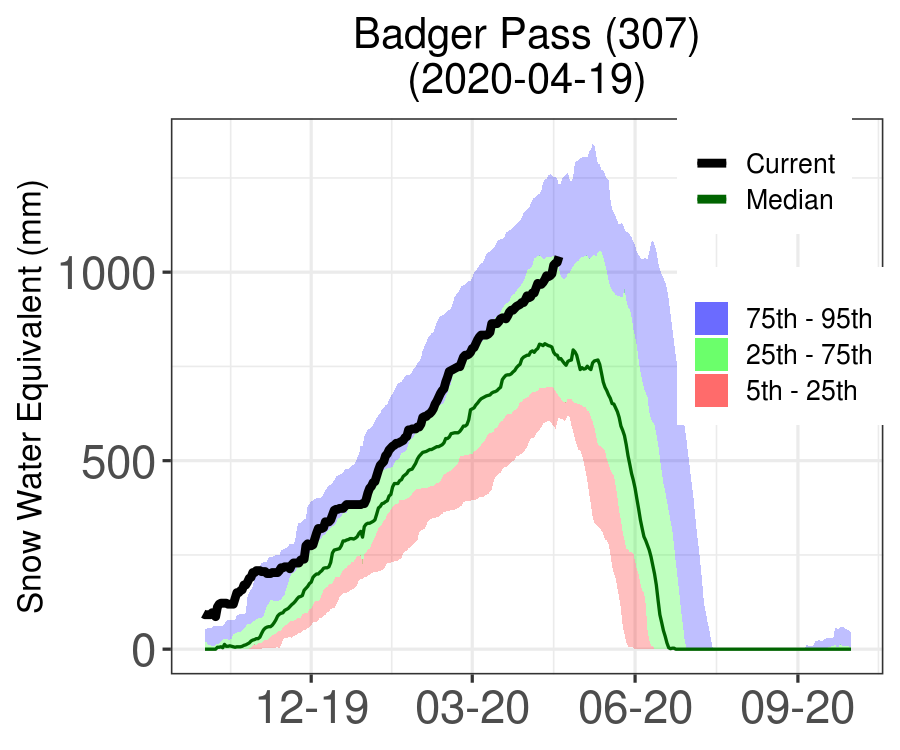 Badger Pass (307)
(2020-04-19)
Snow Water Equivalent (mm)
1000
500
0
Current
Median
75th - 95th
25th - 75th
5th - 25th
12-19 03-20 06-20 09-20